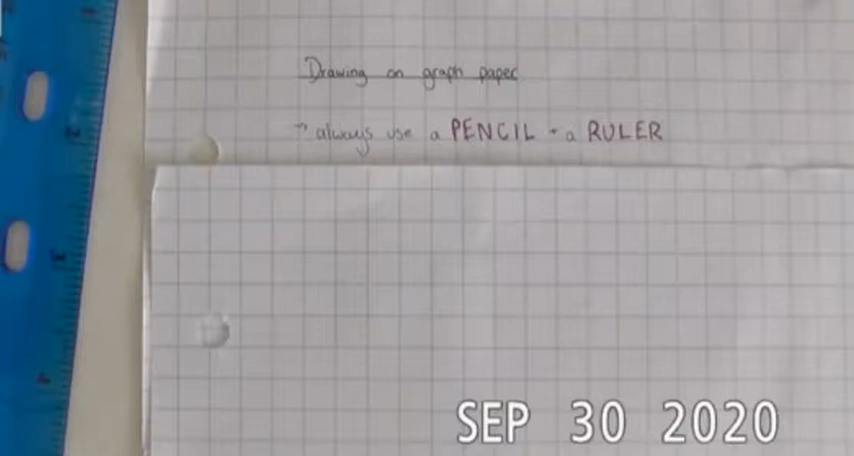 Drawing on graph paper
→ always use a PENCIL + a RULER
SEP 30 2020